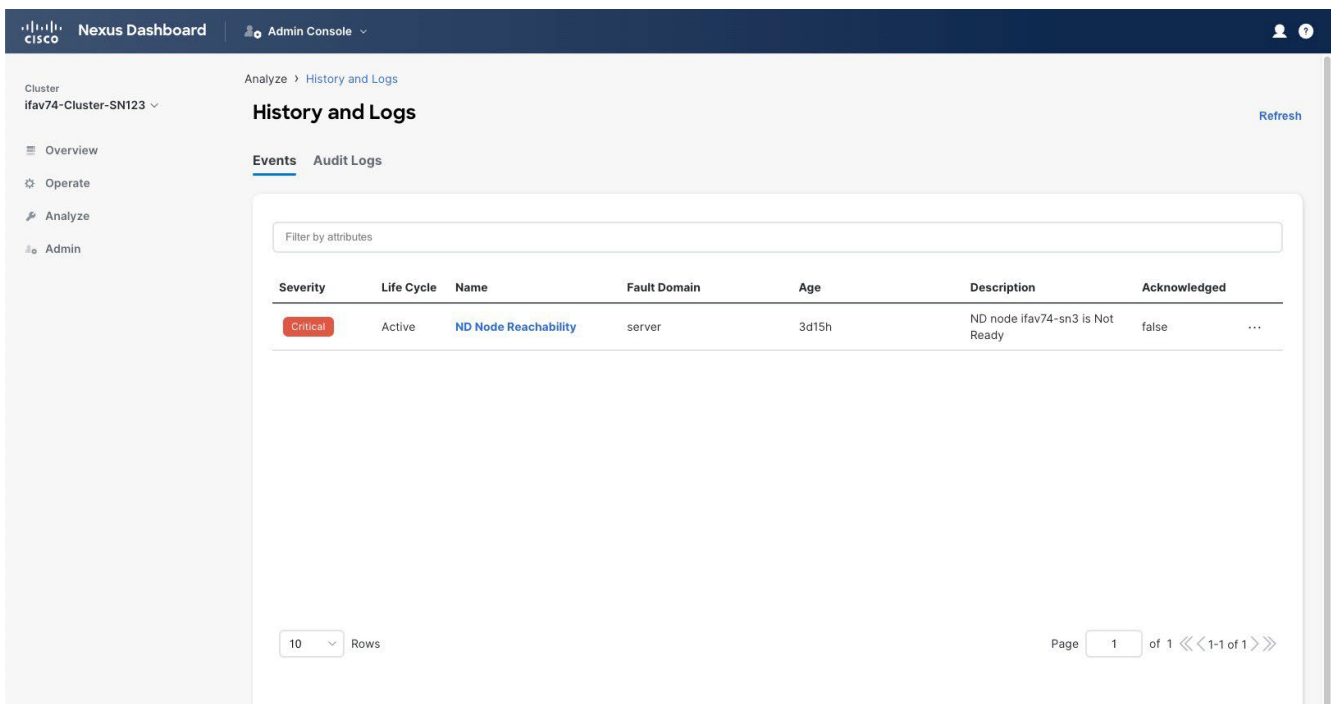 cisco Nexus Dashboard Admin Console
Cluster
ifav74-Cluster-SN123
Overview
Operate
Analyze
Admin
Analyze > History and Logs
History and Logs
Refresh
Events Audit Logs
Filter by attributes
Severity Life Cycle Name Fault Domain Age Description Acknowledged
Critical Active ND Node Reachability server 3d15h ND node ifav74-sn3 is Not false ...
Ready
10 Rows Page 1 of 1 1-1 of 1